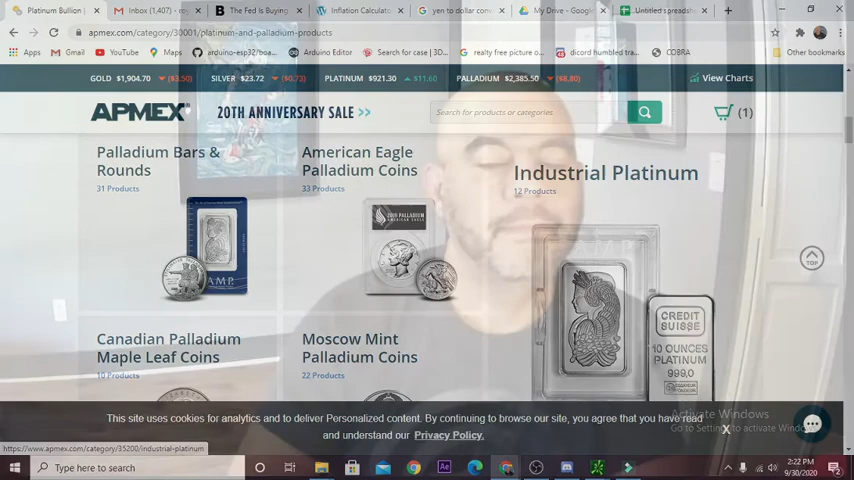 Platinum Bullion |
Inbox (1,407) -
The Fed Is Buying
Inflation Calculato
yen to dollar conv
My Drive - Google
Untitled spreadshe
apmex.com/category/30001/platinum-and-palladium-products
Apps
Gmail
YouTube
Maps
arduino-esp32/boa...
Arduino Editor
Search for case | 3D...
realty free picture o...
dicord humbled tra...
COBRA
Other bookmarks
GOLD $1,904.70 ($3.50) SILVER $23.72 ($0.73) PLATINUM $921.30 $11.60 PALLADIUM $2,385.50 ($8.80) View Charts
APMEX 20TH ANNIVERSARY SALE >> Search for products or categories (1)
Palladium Bars &
Rounds
31 Products
American Eagle
Palladium Coins
33 Products
Industrial Platinum
12 Products
2019 PALLADIUM
CREDIT
SUISSE
10 OUNCES
PLATINUM
999,0
TOP
Canadian Palladium
Maple Leaf Coins
10 Products
Moscow Mint
Palladium Coins
22 Products
This site uses cookies for analytics and to deliver Personalized content. By continuing to browse our site, you agree that you have read
and understand our Privacy Policy.
X
Activate Windows
Go to Settings to activate Windows.
https://www.apmex.com/category/35200/industrial-platinum
Type here to search
2:22 PM
9/30/2020